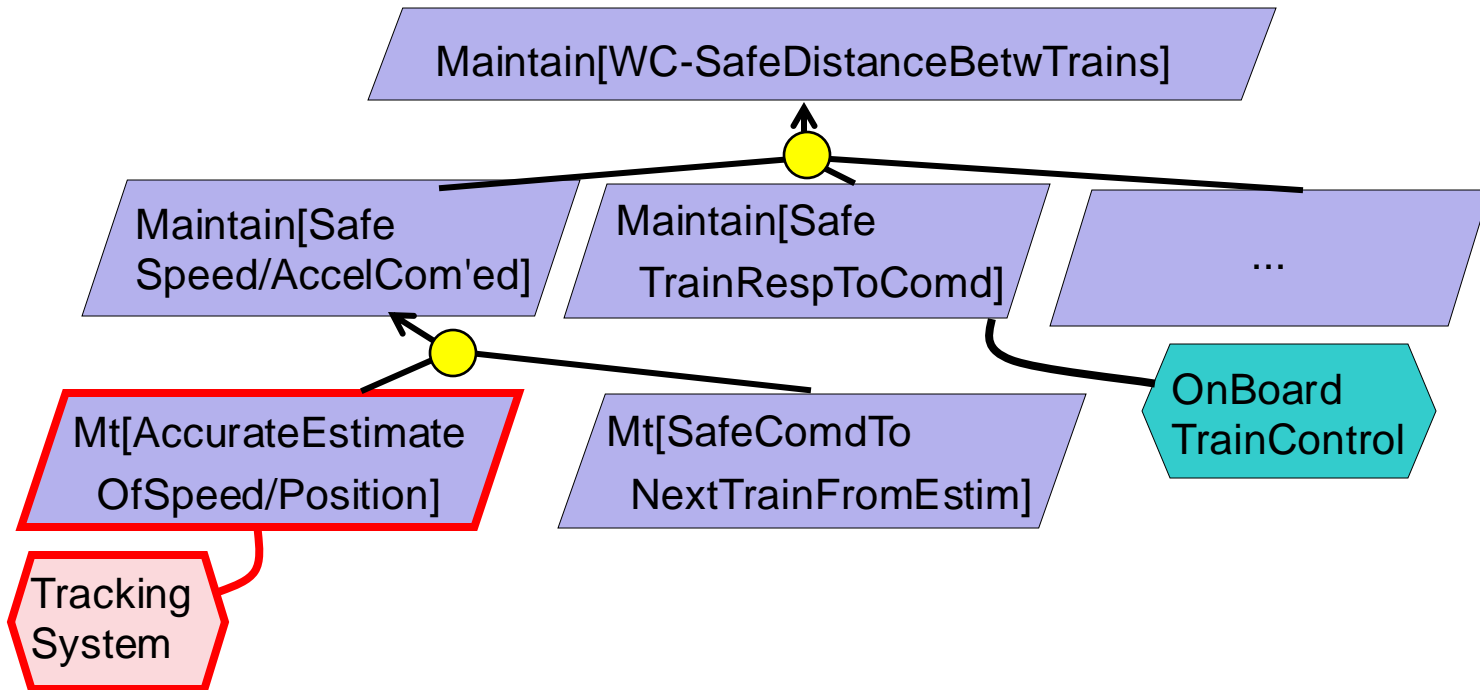 Maintain[WC-SafeDistanceBetwTrains]
Maintain[Safe
Speed/AccelCom'ed]
Maintain[Safe
TrainRespToComd]
...
Mt[AccurateEstimate
OfSpeed/Position]
Mt[SafeComdTo
NextTrainFromEstim]
OnBoard
TrainControl
Tracking
System